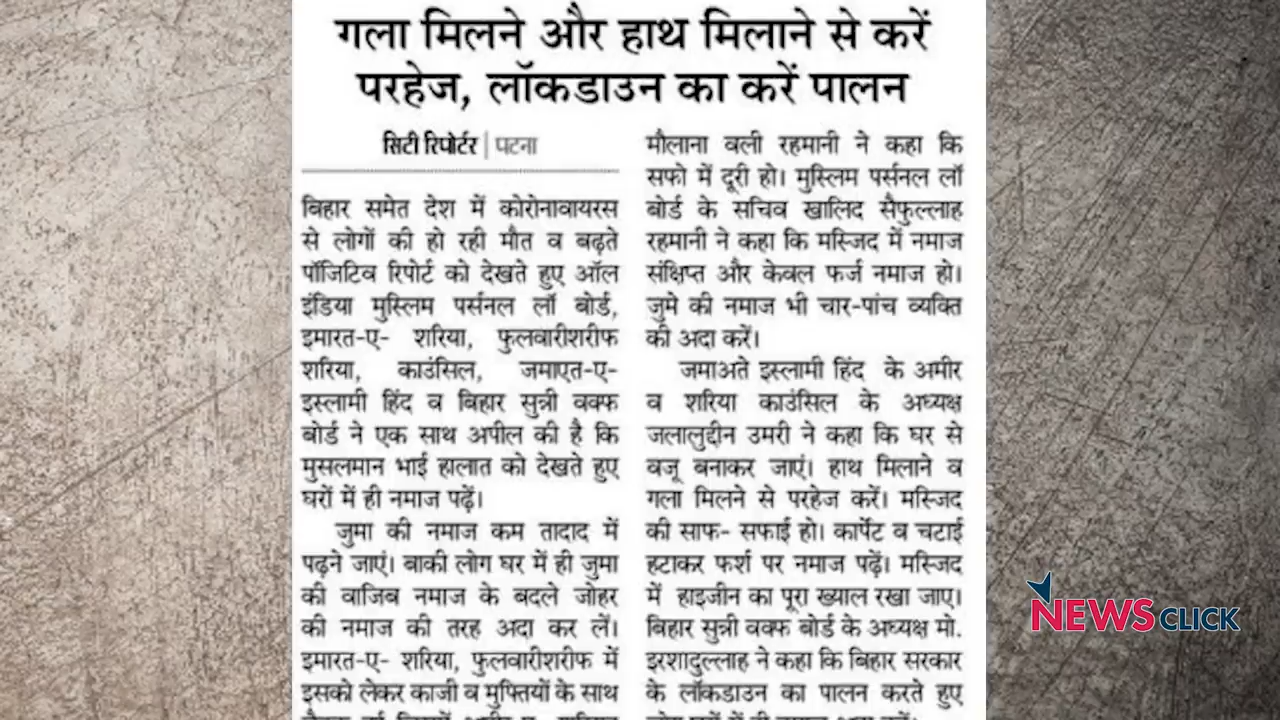 गला मिलने और हाथ मिलाने से करें
परहेज, लॉकडाउन का करें पालन
सिटी रिपोर्टर | पटना
बिहार समेत देश में कोरोनावायरस
से लोगों की हो रही मौत व बढ़ते
पॉजिटिव रिपोर्ट को देखते हुए ऑल
इंडिया मुस्लिम पर्सनल लॉ बोर्ड,
इमारत-ए- शरिया, फुलवारीशरीफ
शरिया, काउंसिल, जमाएत-ए-
इस्लामी हिंद व बिहार सुन्नी वक्फ
बोर्ड ने एक साथ अपील की है कि
मुसलमान भाई हालात को देखते हुए
घरों में ही नमाज पढ़ें।
जुमा की नमाज कम तादाद में
पढ़ने जाएं। बाकी लोग घर में ही जुमा
की वाजिब नमाज के बदले जोहर
की नमाज की तरह अदा कर लें।
इमारत-ए- शरिया, फुलवारीशरीफ में
इसको लेकर काजी व मुफ्तियों के साथ
मौलाना वली रहमानी ने कहा कि
सफो में दूरी हो। मुस्लिम पर्सनल लॉ
बोर्ड के सचिव खालिद सैफुल्लाह
रहमानी ने कहा कि मस्जिद में नमाज
संक्षिप्त और केवल फर्ज नमाज हो।
जुमे की नमाज भी चार-पांच व्यक्ति
की अदा करें।
जमाअते इस्लामी हिंद के अमीर
व शरिया काउंसिल के अध्यक्ष
जलालुद्दीन उमरी ने कहा कि घर से
वजू बनाकर जाएं। हाथ मिलाने व
गला मिलने से परहेज करें। मस्जिद
की साफ- सफाई हो। कार्पेट व चटाई
हटाकर फर्श पर नमाज पढ़ें। मस्जिद
में हाइजीन का पूरा ख्याल रखा जाए।
बिहार सुन्नी वक्फ बोर्ड के अध्यक्ष मो.
इरशादुल्लाह ने कहा कि बिहार सरकार
के लॉकडाउन का पालन करते हुए
NEWSCLICK